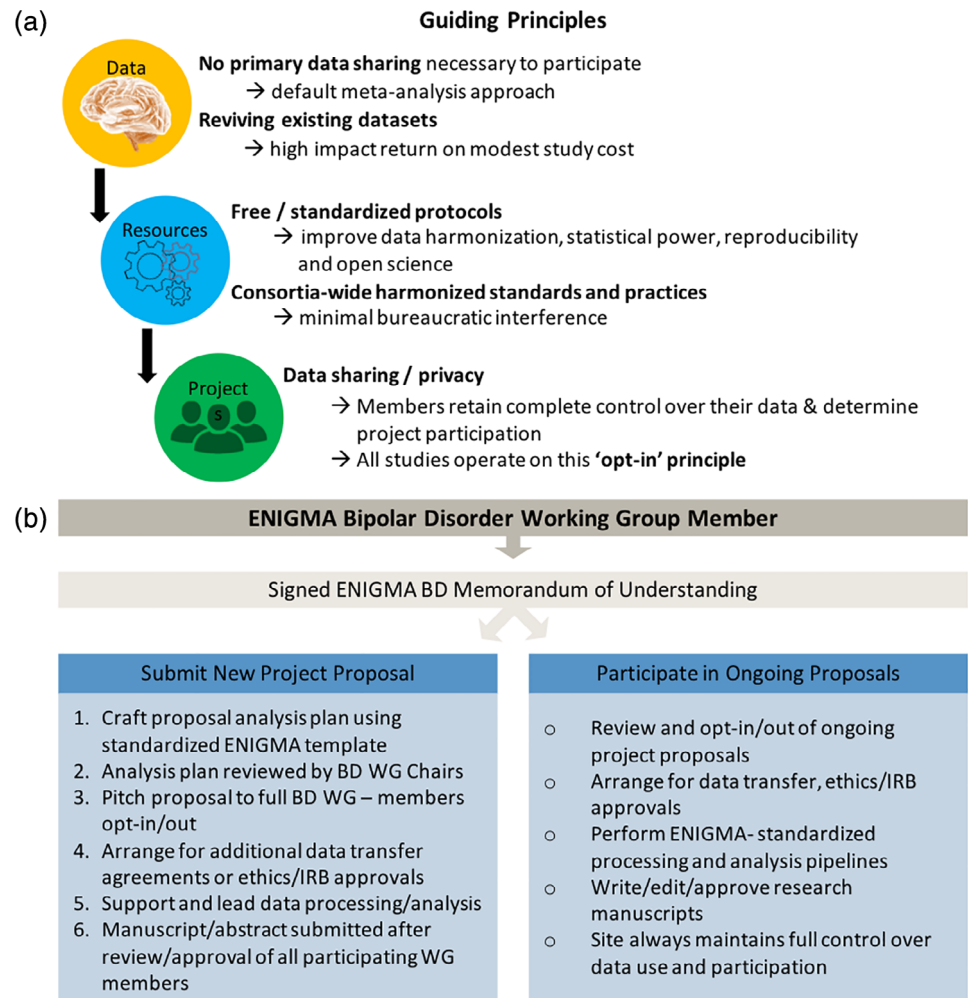 (a)
Guiding Principles
Data
No primary data sharing necessary to participate
→ default meta-analysis approach
Reviving existing datasets
→ high impact return on modest study cost
Resources
Free / standardized protocols
→ improve data harmonization, statistical power, reproducibility
and open science
Consortia-wide harmonized standards and practices
→ minimal bureaucratic interference
Project
s
Data sharing / privacy
→ Members retain complete control over their data & determine
project participation
→ All studies operate on this ‘opt-in’ principle
(b)
ENIGMA Bipolar Disorder Working Group Member
Signed ENIGMA BD Memorandum of Understanding
Submit New Project Proposal
1. Craft proposal analysis plan using
standardized ENIGMA template
2. Analysis plan reviewed by BD WG Chairs
3. Pitch proposal to full BD WG – members
opt-in/out
4. Arrange for additional data transfer
agreements or ethics/IRB approvals
5. Support and lead data processing/analysis
6. Manuscript/abstract submitted after
review/approval of all participating WG
members
Participate in Ongoing Proposals
o Review and opt-in/out of ongoing
project proposals
o Arrange for data transfer, ethics/IRB
approvals
o Perform ENIGMA- standardized
processing and analysis pipelines
o Write/edit/approve research
manuscripts
o Site always maintains full control over
data use and participation